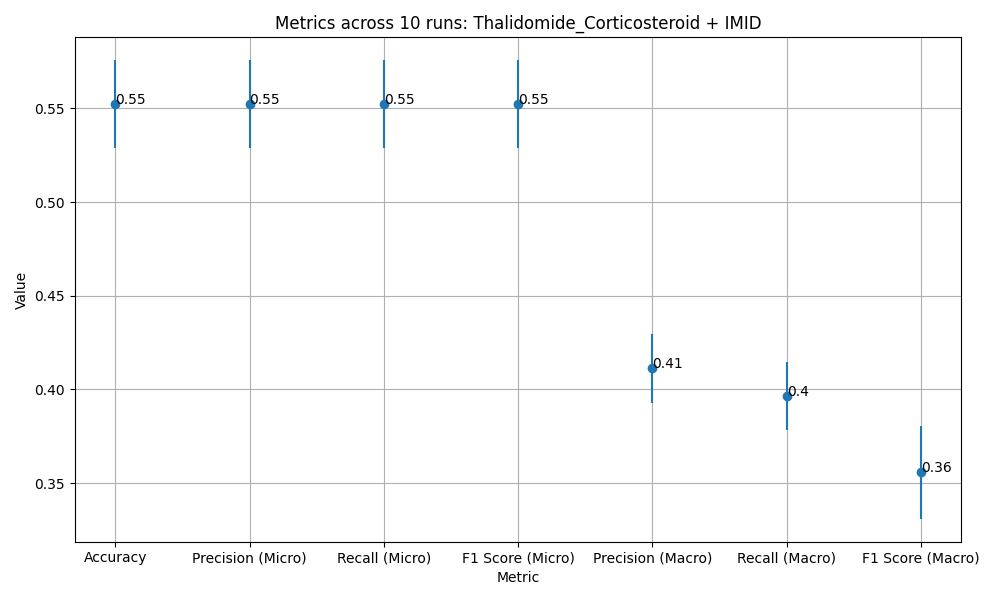 Metrics across 10 runs: Thalidomide_Corticosteroid + IMID
0.55
0.55 0.55 0.55 0.55
0.50
0.45
0.41
0.40
0.4
0.36
0.35
Value
Accuracy Precision (Micro) Recall (Micro) F1 Score (Micro) Precision (Macro) Recall (Macro) F1 Score (Macro)
Metric